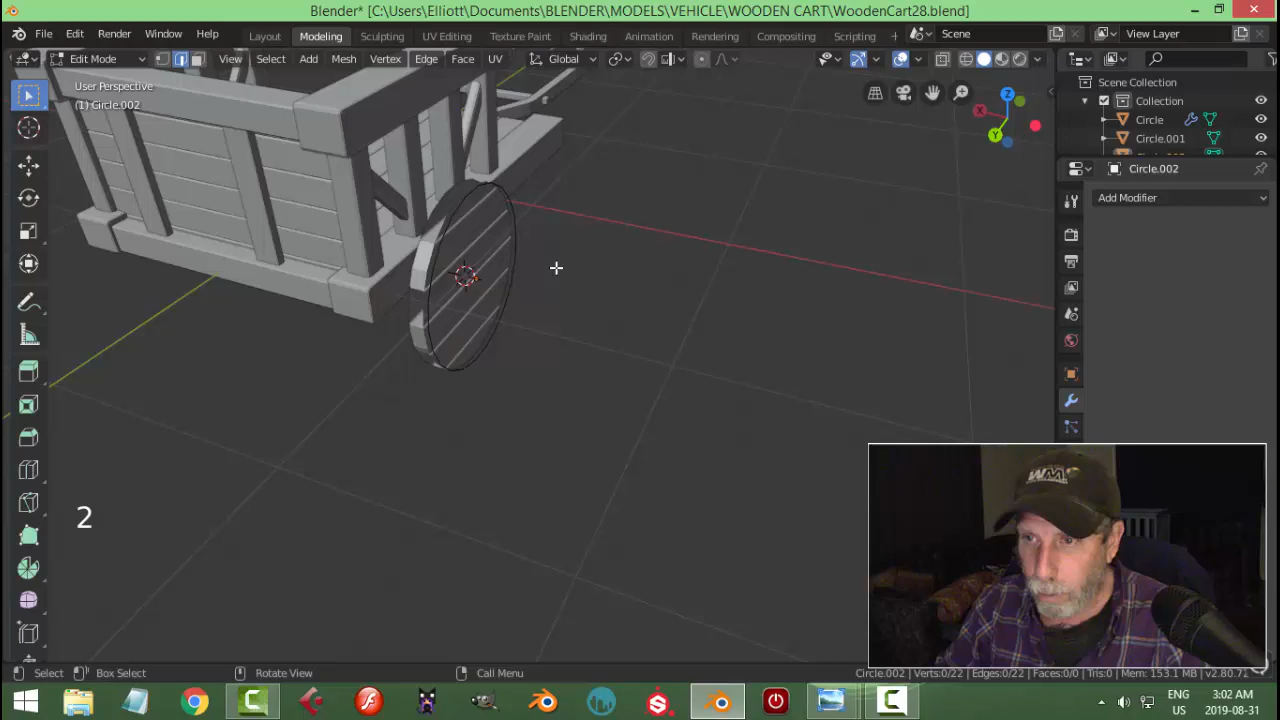 Blender* [C:\Users\Elliott\Documents\BLENDER\MODELS\VEHICLE\WOODEN CART\WoodenCart28.blend]
File Edit Render Window Help Layout Modeling Sculpting UV Editing Texture Paint Shading Animation Rendering Compositing Scripting + Scene View Layer
Edit Mode View Select Add Mesh Vertex Edge Face UV Global
User Perspective
(1) Circle.002
X
Y
Z
Scene Collection
Collection
Circle
Circle.001
Circle.002
Add Modifier
2
WM
Select Box Select Rotate View Call Menu
Circle.002 | Verts:0/22 | Edges:0/22 | Faces:0/0 | Tris:0 | Mem: 153.1 MB | v2.80.71
ENG 3:02 AM
US 2019-08-31